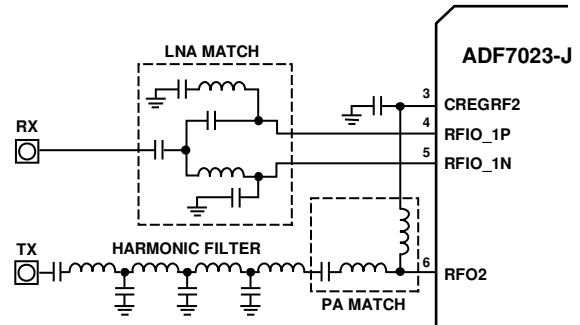 LNA MATCH
ADF7023-J
3
CREGRF2
RX
4
RFIO_1P
5
RFIO_1N
TX
HARMONIC FILTER
6
RFO2
PA MATCH